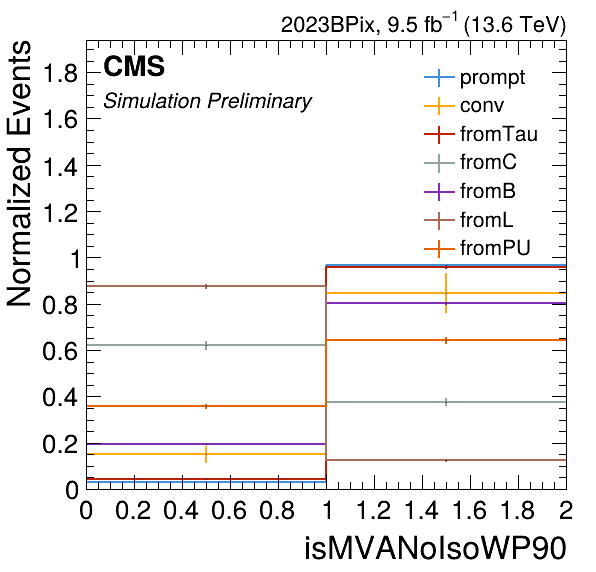 2023BPix, 9.5 fb⁻¹ (13.6 TeV)
CMS
Simulation Preliminary
prompt
conv
fromTau
fromC
fromB
fromL
fromPU
Normalized Events
1.8
1.6
1.4
1.2
1
0.8
0.6
0.4
0.2
0
0 0.2 0.4 0.6 0.8 1 1.2 1.4 1.6 1.8 2
isMVANoIsoWP90